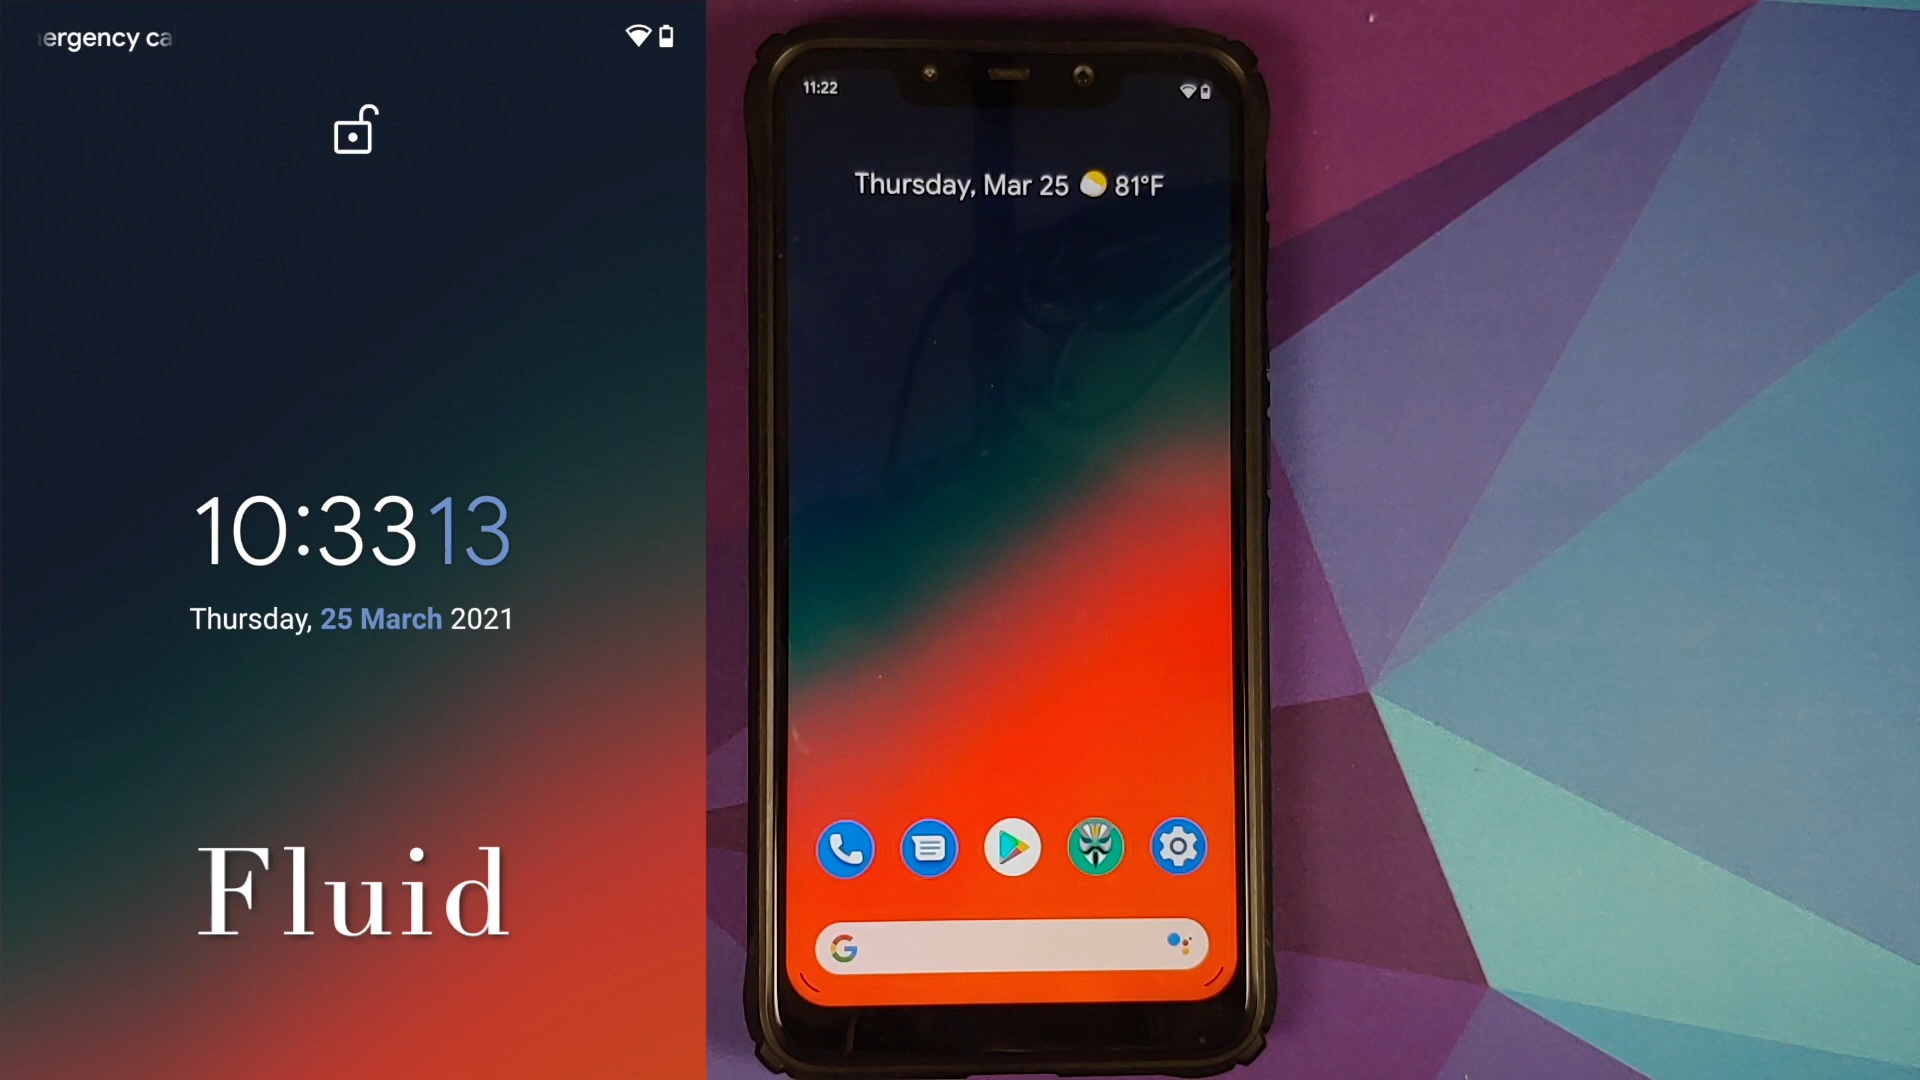 ergency ca
10:3313
Thursday, 25 March 2021
Fluid
11:22
Thursday, Mar 25 81°F
G